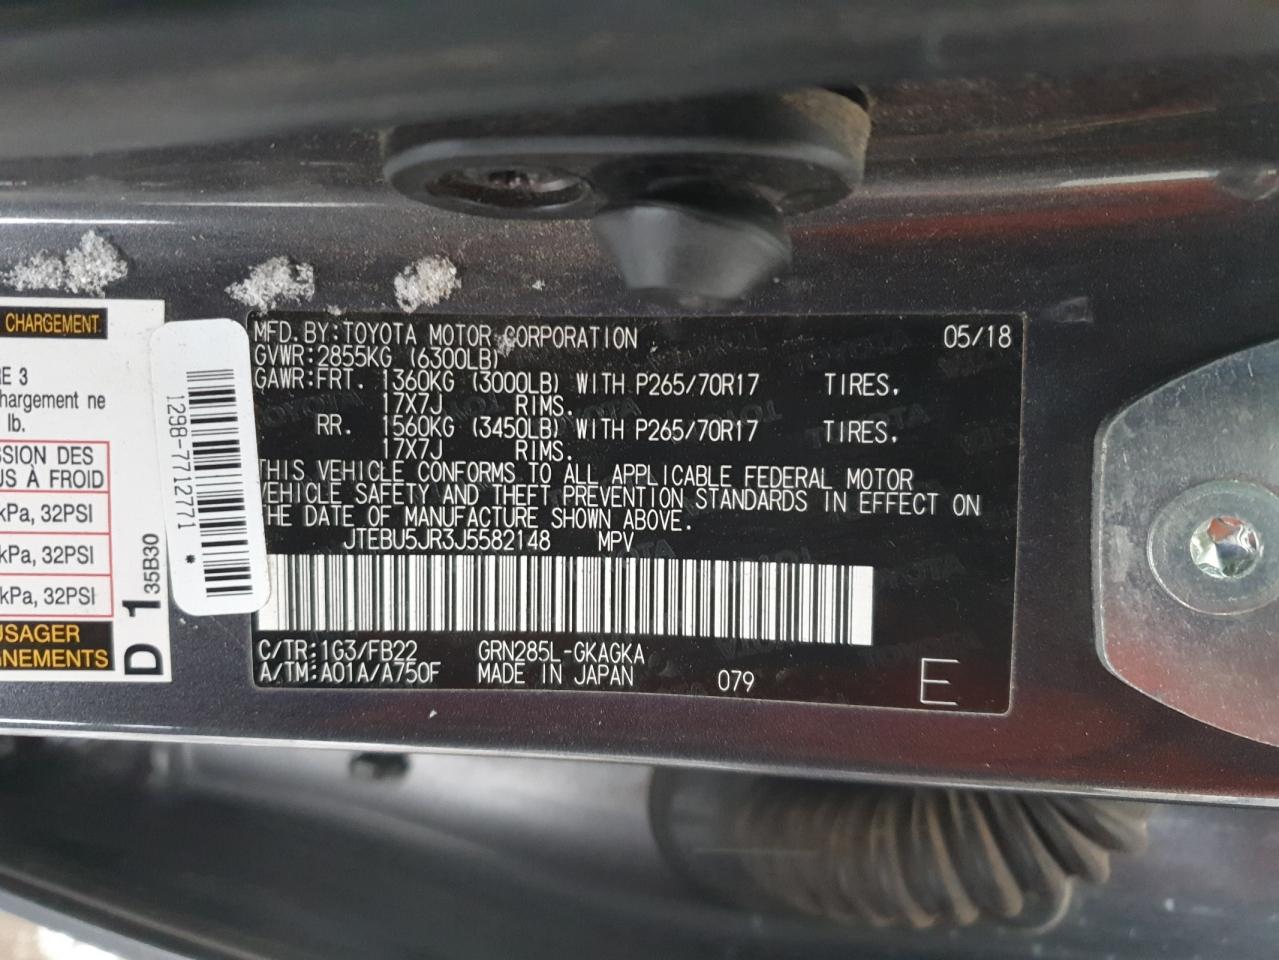 CHARGEMENT
RE 3
chargement ne
lb.
SSION DES
US À FROID
kPa, 32PSI
kPa, 32PSI
kPa, 32PSI
USAGER
GNEMENTS
D 1
35B30
1298-7712771
*
MFD.BY:TOYOTA MOTOR CORPORATION 05/18
GVWR:2855KG (6300LB)
GAWR:FRT. 1360KG (3000LB) WITH P265/70R17 TIRES.
17X7J RIMS.
RR. 1560KG (3450LB) WITH P265/70R17 TIRES.
17X7J RIMS.
THIS VEHICLE CONFORMS TO ALL APPLICABLE FEDERAL MOTOR
VEHICLE SAFETY AND THEFT PREVENTION STANDARDS IN EFFECT ON
THE DATE OF MANUFACTURE SHOWN ABOVE.
JTEBU5JR3J5582148 MPV
C/TR:1G3/FB22 GRN285L-GKAGKA
A/TM:A01A/A750F MADE IN JAPAN 079 E